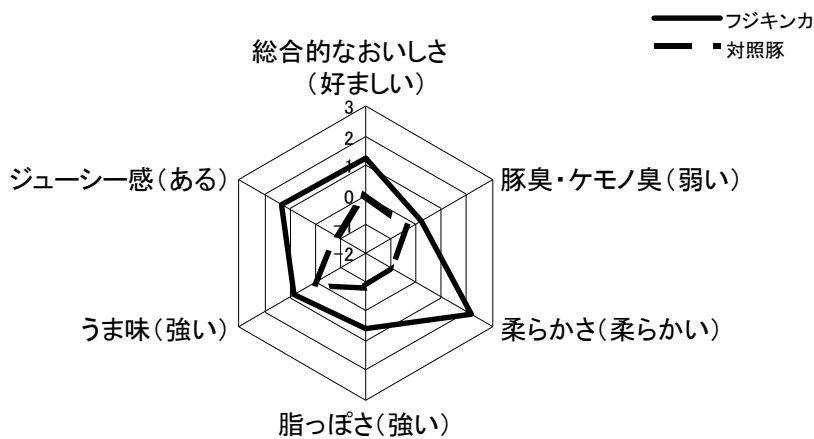 フジキンカ
対照豚
総合的なおいしさ
（好ましい）
3
2
1
0
-1
-2
ジューシー感（ある）
豚臭・ケモノ臭（弱い）
うま味（強い）
柔らかさ（柔らかい）
脂っぽさ（強い）